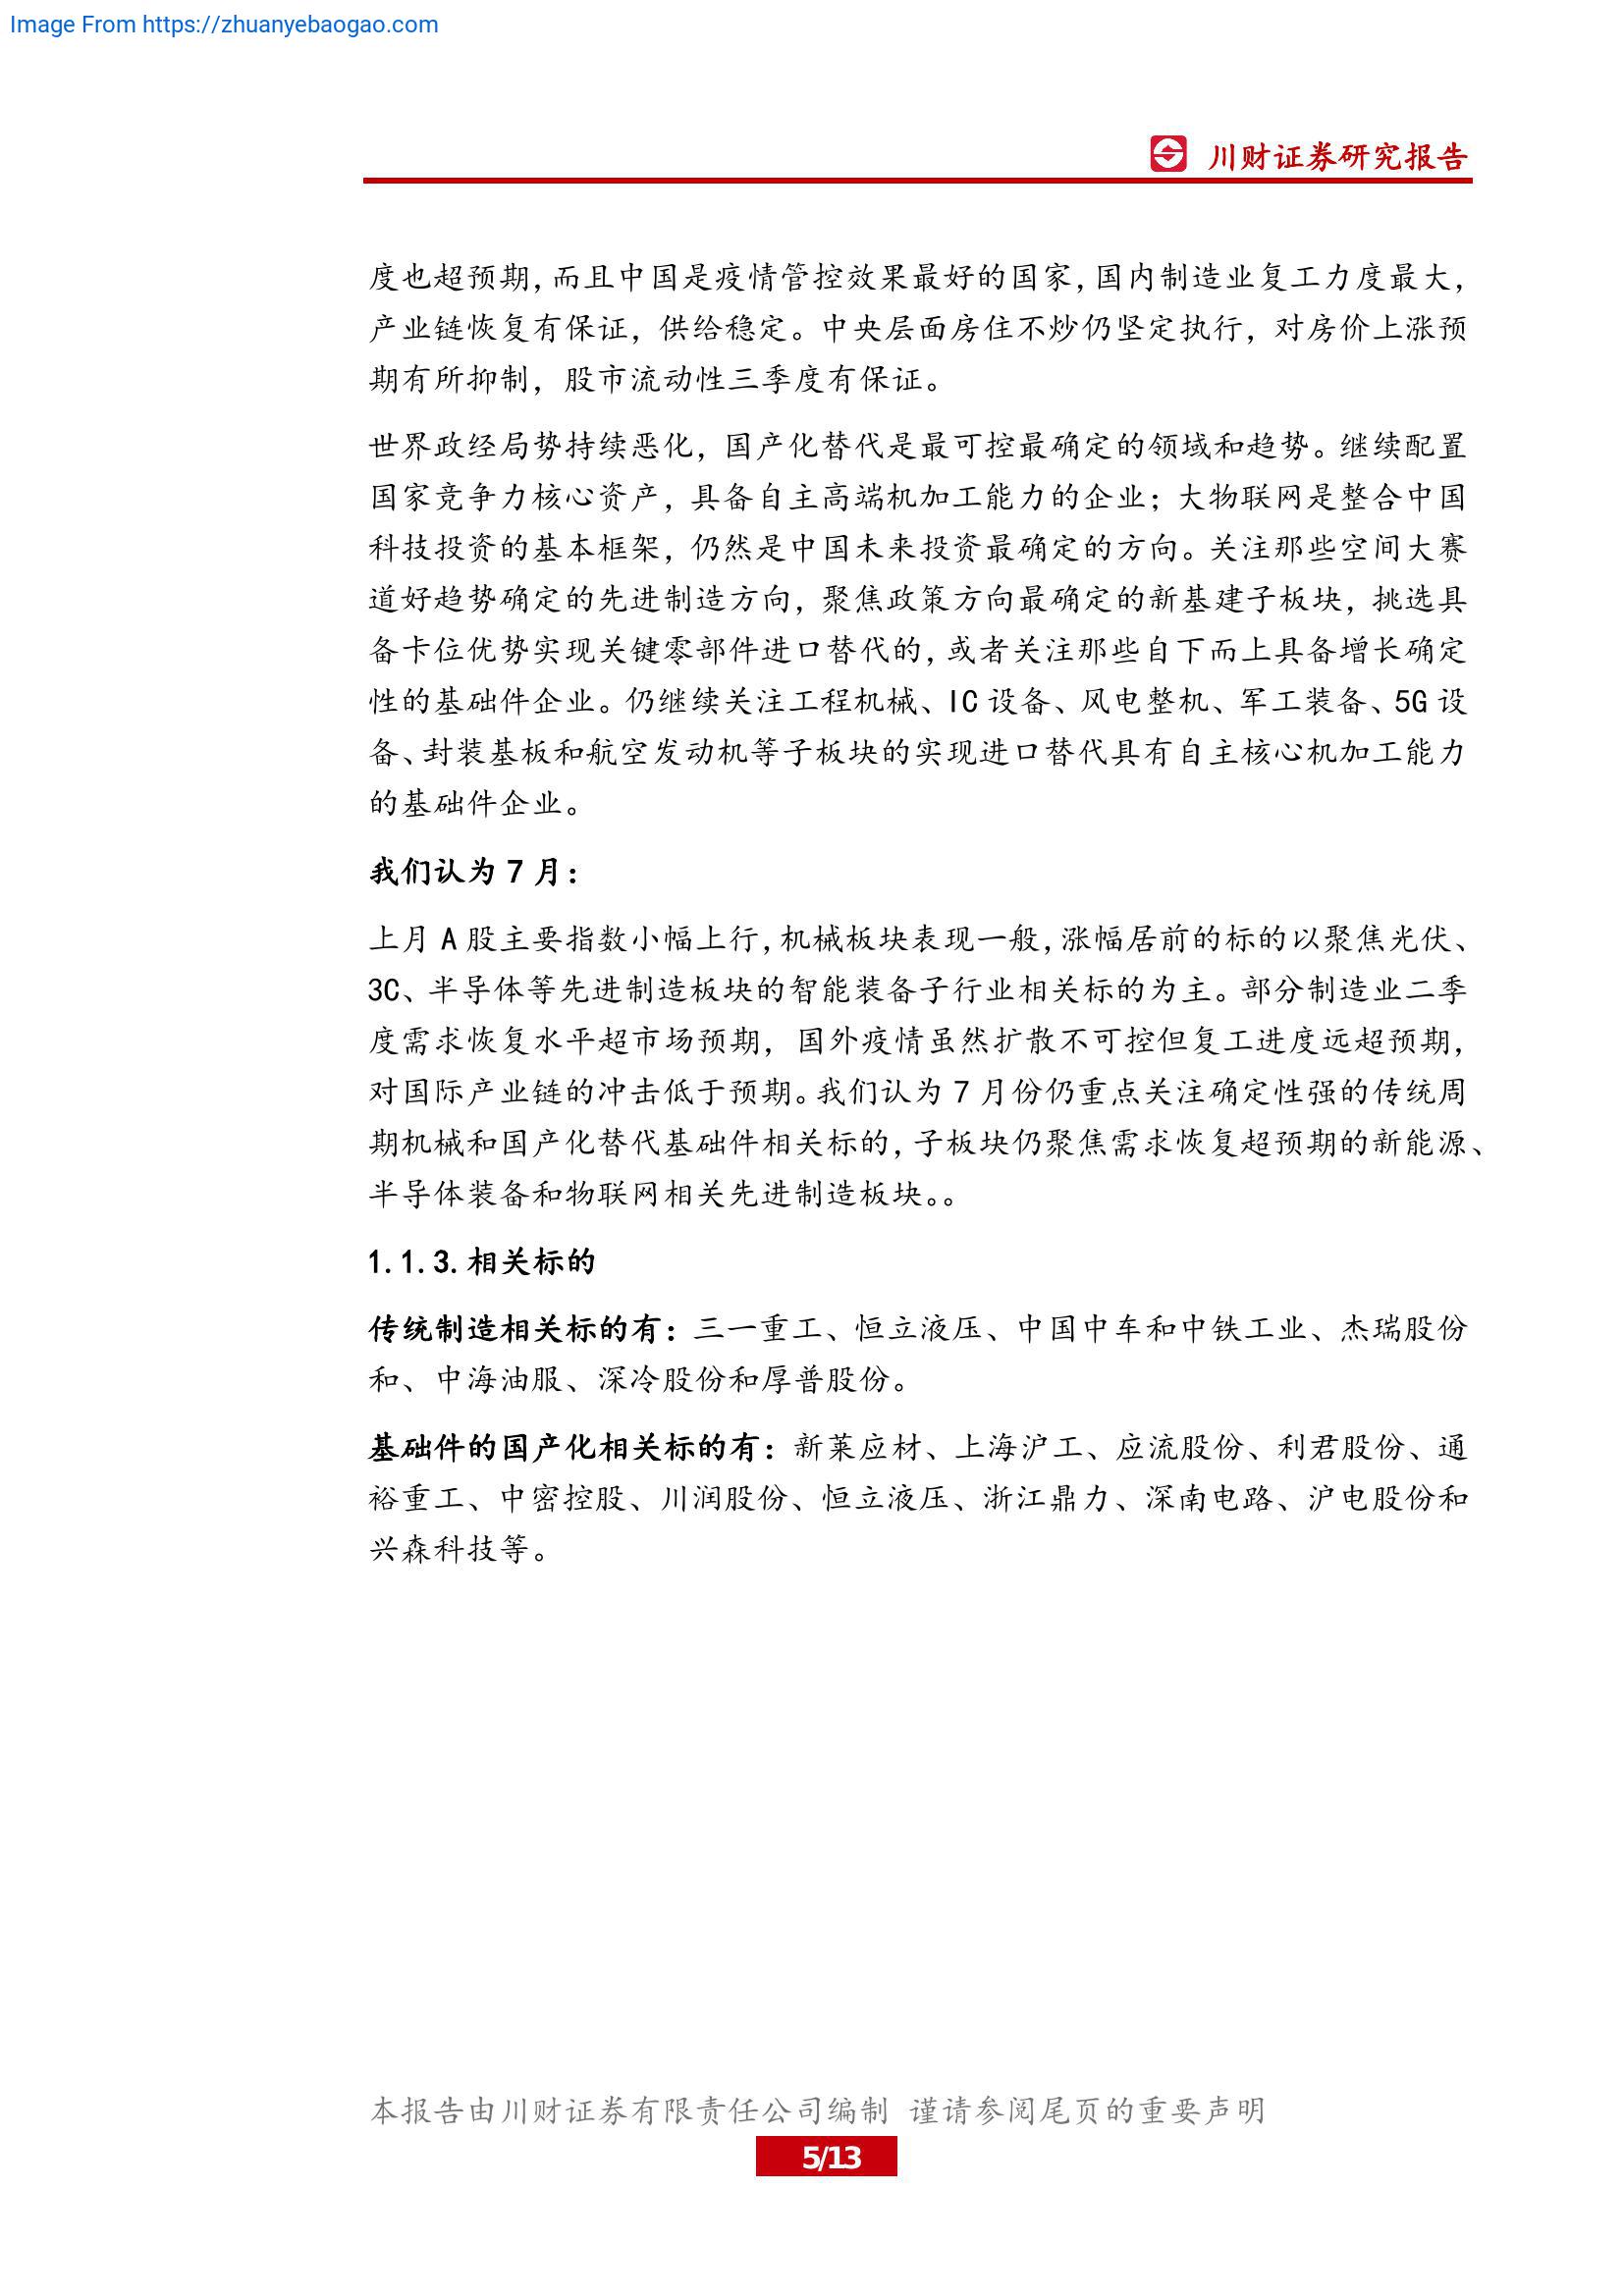 Image From https://zhuanyebaogao.com
川财证券研究报告
度也超预期，而且中国是疫情管控效果最好的国家，国内制造业复工力度最大，
产业链恢复有保证，供给稳定。中央层面房住不炒仍坚定执行，对房价上涨预
期有所抑制，股市流动性三季度有保证。
世界政经局势持续恶化，国产化替代是最可控最确定的领域和趋势。继续配置
国家竞争力核心资产，具备自主高端机加工能力的企业；大物联网是整合中国
科技投资的基本框架，仍然是中国未来投资最确定的方向。关注那些空间大赛
道好趋势确定的先进制造方向，聚焦政策方向最确定的新基建子板块，挑选具
备卡位优势实现关键零部件进口替代的，或者关注那些自下而上具备增长确定
性的基础件企业。仍继续关注工程机械、IC 设备、风电整机、军工装备、5G 设
备、封装基板和航空发动机等子板块的实现进口替代具有自主核心机加工能力
的基础件企业。
我们认为 7 月：
上月 A 股主要指数小幅上行，机械板块表现一般，涨幅居前的标的以聚焦光伏、
3C、半导体等先进制造板块的智能装备子行业相关标的为主。部分制造业二季
度需求恢复水平超市场预期，国外疫情虽然扩散不可控但复工进度远超预期，
对国际产业链的冲击低于预期。我们认为 7 月份仍重点关注确定性强的传统周
期机械和国产化替代基础件相关标的，子板块仍聚焦需求恢复超预期的新能源、
半导体装备和物联网相关先进制造板块。。
1.1.3.相关标的
传统制造相关标的有：三一重工、恒立液压、中国中车和中铁工业、杰瑞股份
和、中海油服、深冷股份和厚普股份。
基础件的国产化相关标的有：新莱应材、上海沪工、应流股份、利君股份、通
裕重工、中密控股、川润股份、恒立液压、浙江鼎力、深南电路、沪电股份和
兴森科技等。
本报告由川财证券有限责任公司编制 谨请参阅尾页的重要声明
5/13